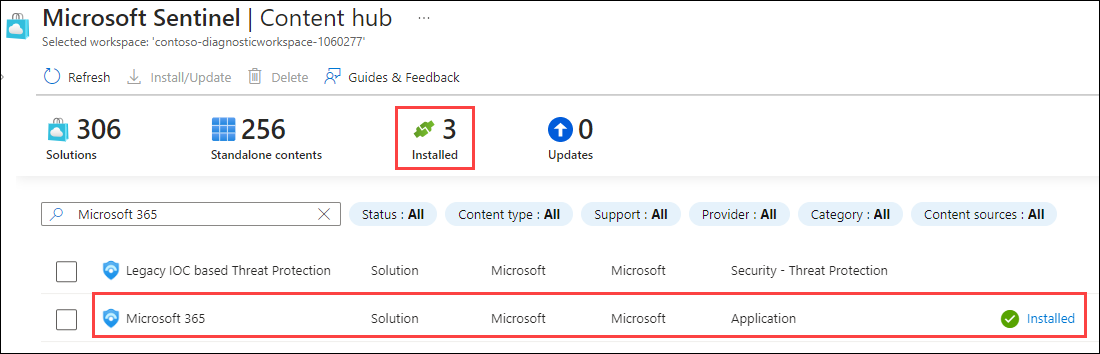 Microsoft Sentinel | Content hub ...
Selected workspace: 'contoso-diagnosticworkspace-1060277'
Refresh Install/Update Delete Guides & Feedback
306 256 3 0
Solutions Standalone contents Installed Updates
Microsoft 365 Status : All Content type : All Support : All Provider : All Category : All Content sources : All
Legacy IOC based Threat Protection Solution Microsoft Microsoft Security - Threat Protection
Microsoft 365 Solution Microsoft Microsoft Application Installed